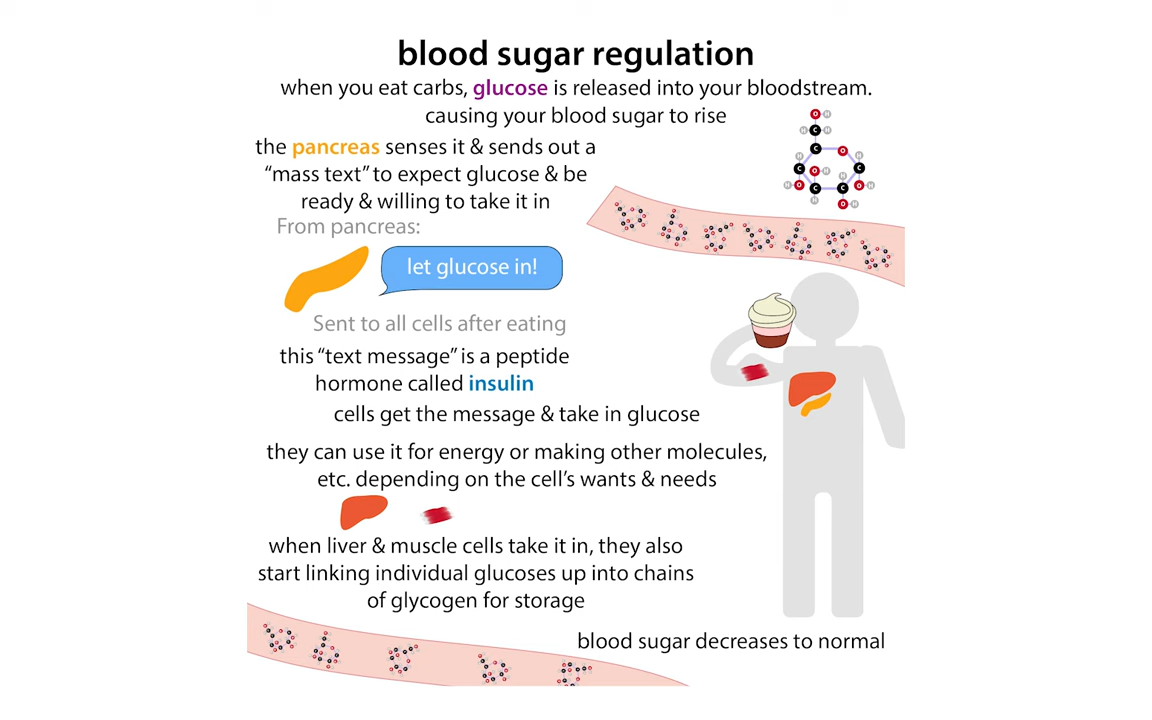 blood sugar regulation
when you eat carbs, glucose is released into your bloodstream.
causing your blood sugar to rise
the pancreas senses it & sends out a
“mass text” to expect glucose & be
ready & willing to take it in
From pancreas:
let glucose in!
Sent to all cells after eating
this “text message” is a peptide
hormone called insulin
cells get the message & take in glucose
they can use it for energy or making other molecules,
etc. depending on the cell’s wants & needs
when liver & muscle cells take it in, they also
start linking individual glucoses up into chains
of glycogen for storage
blood sugar decreases to normal